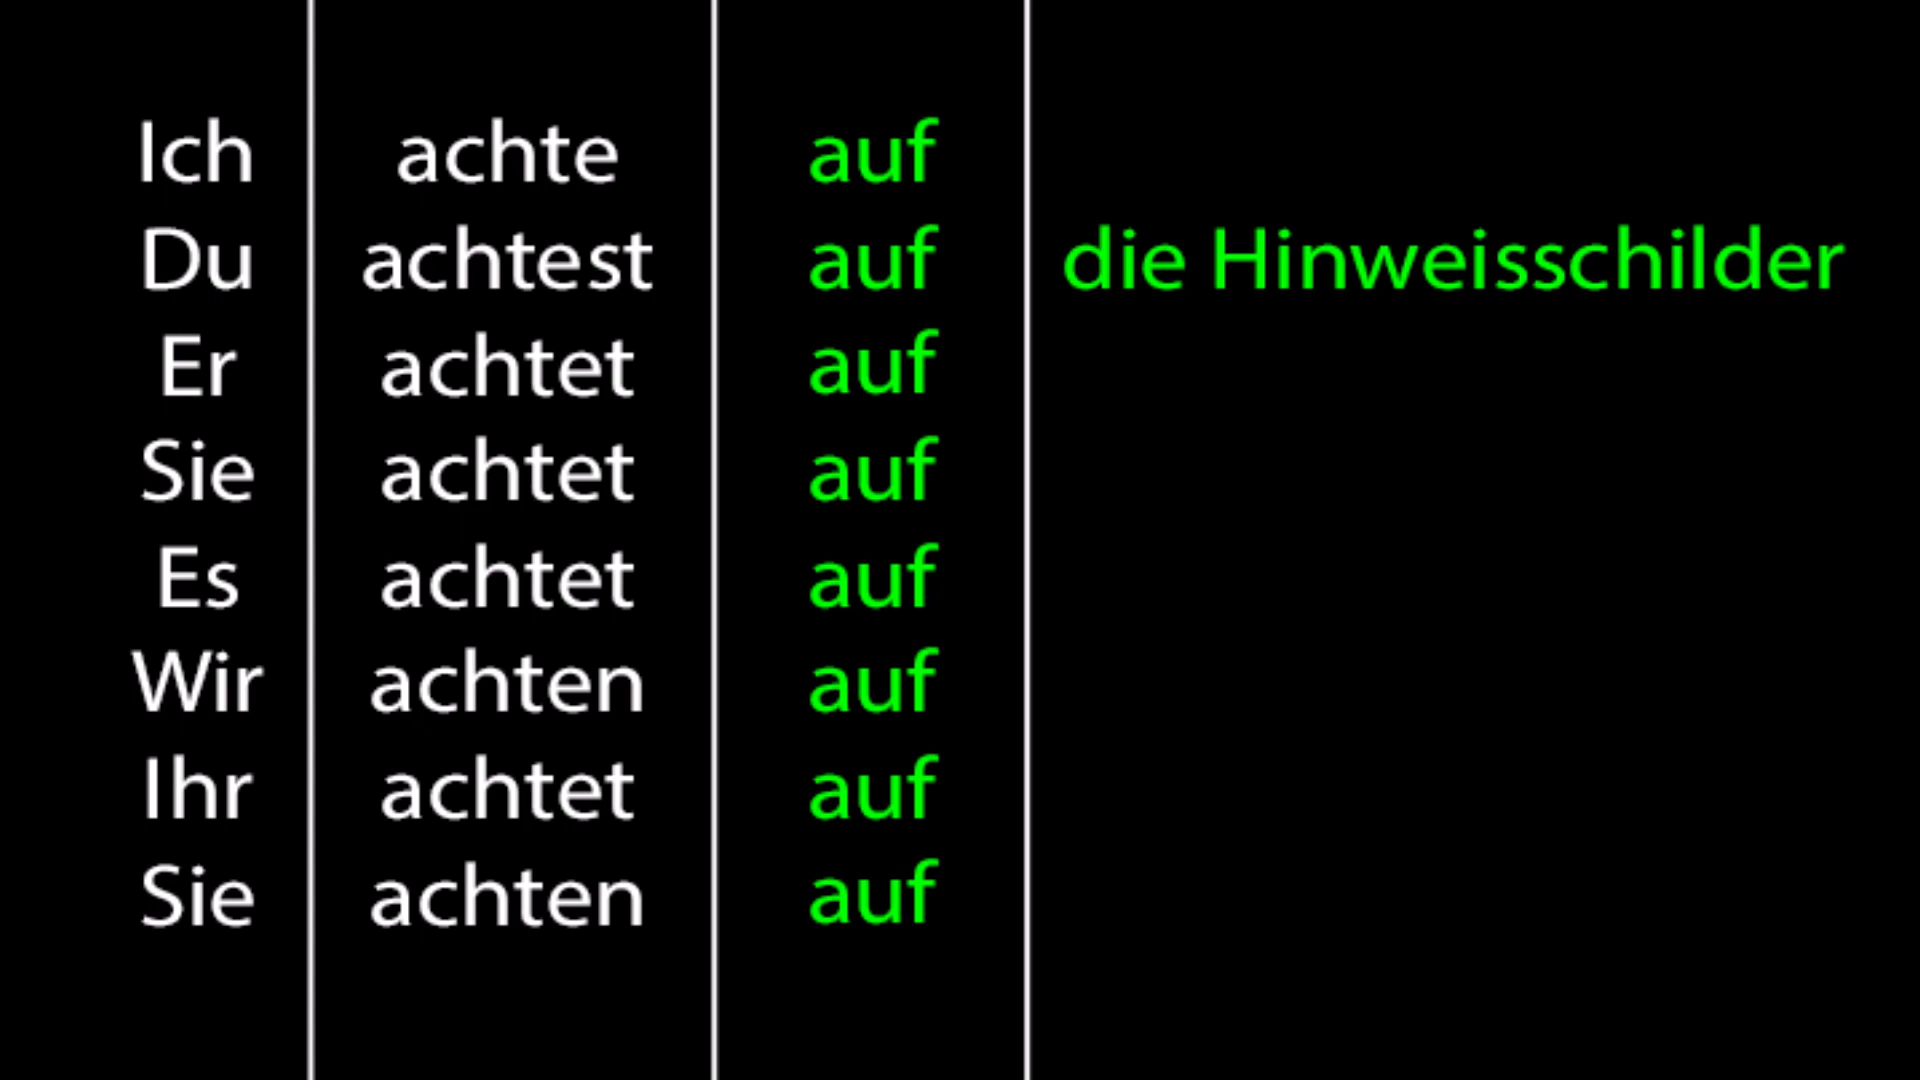 Ich achte auf
Du achtest auf die Hinweisschilder
Er achtet auf
Sie achtet auf
Es achtet auf
Wir achten auf
Ihr achtet auf
Sie achten auf